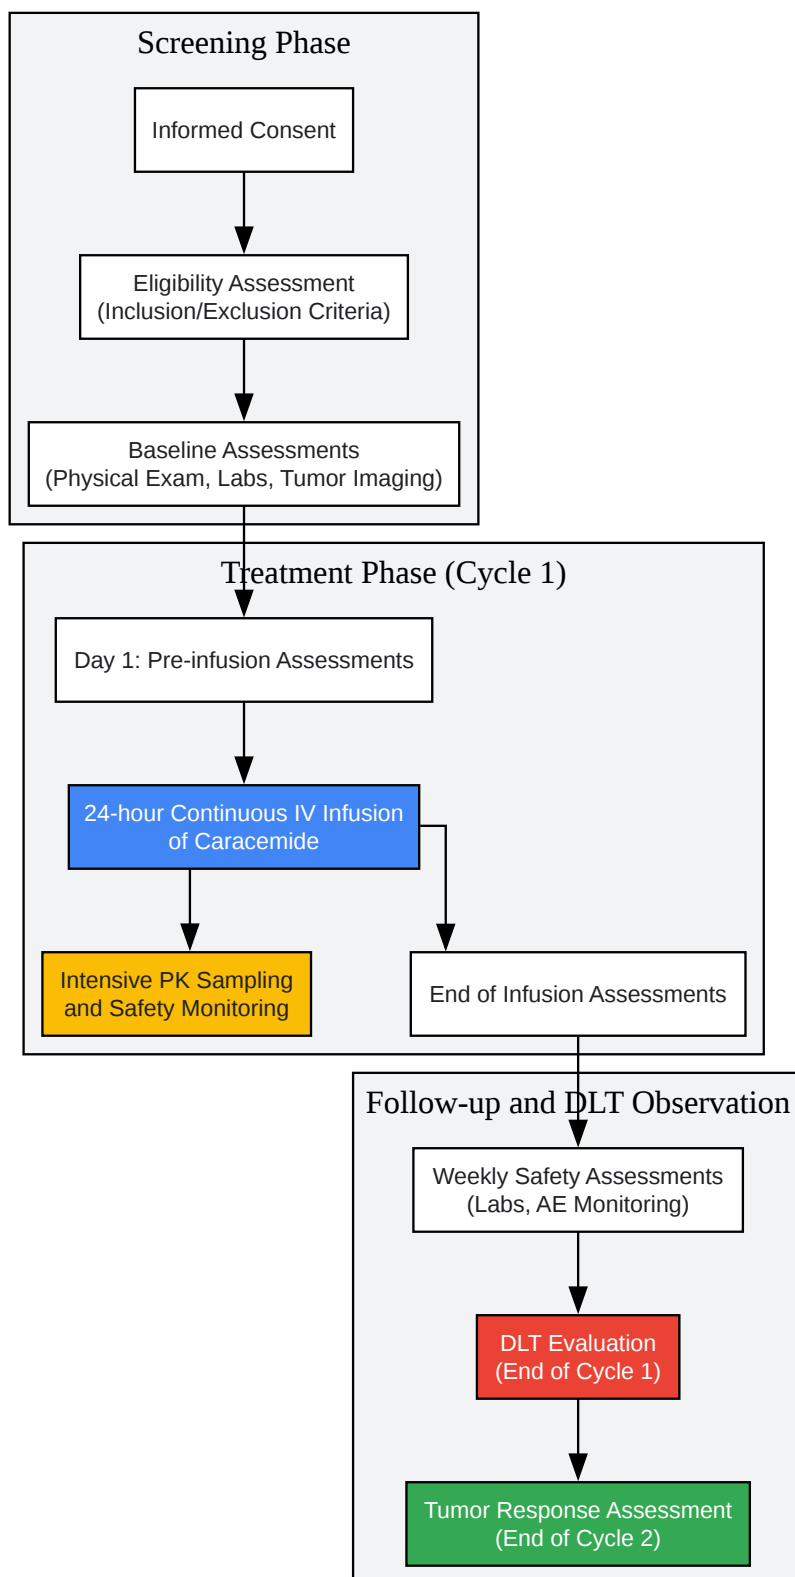 Screening Phase
Informed Consent
Eligibility Assessment
(Inclusion/Exclusion Criteria)
Baseline Assessments
(Physical Exam, Labs, Tumor Imaging)
Treatment Phase (Cycle 1)
Day 1: Pre-infusion Assessments
24-hour Continuous IV Infusion
of Caracemide
Intensive PK Sampling
and Safety Monitoring
End of Infusion Assessments
Follow-up and DLT Observation
Weekly Safety Assessments
(Labs, AE Monitoring)
DLT Evaluation
(End of Cycle 1)
Tumor Response Assessment
(End of Cycle 2)